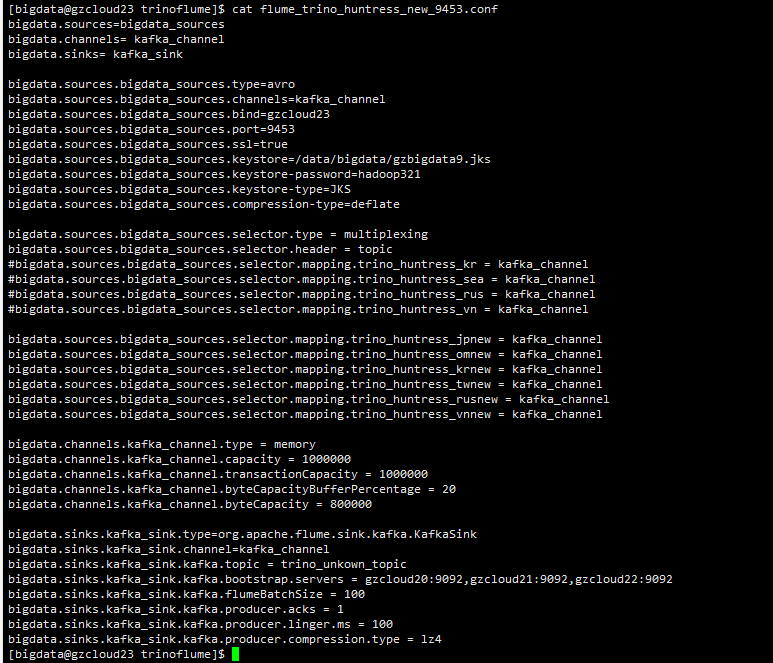 [bigdata@gzcloud23 trinoflume]$ cat flume_trino_huntress_new_9453.conf
bigdata.sources=bigdata_sources
bigdata.channels= kafka_channel
bigdata.sinks= kafka_sink
bigdata.sources.bigdata_sources.type=avro
bigdata.sources.bigdata_sources.channels=kafka_channel
bigdata.sources.bigdata_sources.bind=gzcloud23
bigdata.sources.bigdata_sources.port=9453
bigdata.sources.bigdata_sources.ssl=true
bigdata.sources.bigdata_sources.keystore=/data/bigdata/gzbigdata9.jks
bigdata.sources.bigdata_sources.keystore-password=hadoop321
bigdata.sources.bigdata_sources.keystore-type=JKS
bigdata.sources.bigdata_sources.compression-type=deflate
bigdata.sources.bigdata_sources.selector.type = multiplexing
bigdata.sources.bigdata_sources.selector.header = topic
#bigdata.sources.bigdata_sources.selector.mapping.trino_huntress_kr = kafka_channel
#bigdata.sources.bigdata_sources.selector.mapping.trino_huntress_sea = kafka_channel
#bigdata.sources.bigdata_sources.selector.mapping.trino_huntress_rus = kafka_channel
#bigdata.sources.bigdata_sources.selector.mapping.trino_huntress_vn = kafka_channel
bigdata.sources.bigdata_sources.selector.mapping.trino_huntress_jpnew = kafka_channel
bigdata.sources.bigdata_sources.selector.mapping.trino_huntress_omnew = kafka_channel
bigdata.sources.bigdata_sources.selector.mapping.trino_huntress_krnew = kafka_channel
bigdata.sources.bigdata_sources.selector.mapping.trino_huntress_twnew = kafka_channel
bigdata.sources.bigdata_sources.selector.mapping.trino_huntress_rusnew = kafka_channel
bigdata.sources.bigdata_sources.selector.mapping.trino_huntress_vnnew = kafka_channel
bigdata.channels.kafka_channel.type = memory
bigdata.channels.kafka_channel.capacity = 1000000
bigdata.channels.kafka_channel.transactionCapacity = 1000000
bigdata.channels.kafka_channel.byteCapacityBufferPercentage = 20
bigdata.channels.kafka_channel.byteCapacity = 800000
bigdata.sinks.kafka_sink.type=org.apache.flume.sink.kafka.KafkaSink
bigdata.sinks.kafka_sink.channel=kafka_channel
bigdata.sinks.kafka_sink.kafka.topic = trino_unkown_topic
bigdata.sinks.kafka_sink.kafka.bootstrap.servers = gzcloud20:9092,gzcloud21:9092,gzcloud22:9092
bigdata.sinks.kafka_sink.kafka.flumeBatchSize = 100
bigdata.sinks.kafka_sink.kafka.producer.acks = 1
bigdata.sinks.kafka_sink.kafka.producer.linger.ms = 100
bigdata.sinks.kafka_sink.kafka.producer.compression.type = lz4
[bigdata@gzcloud23 trinoflume]$